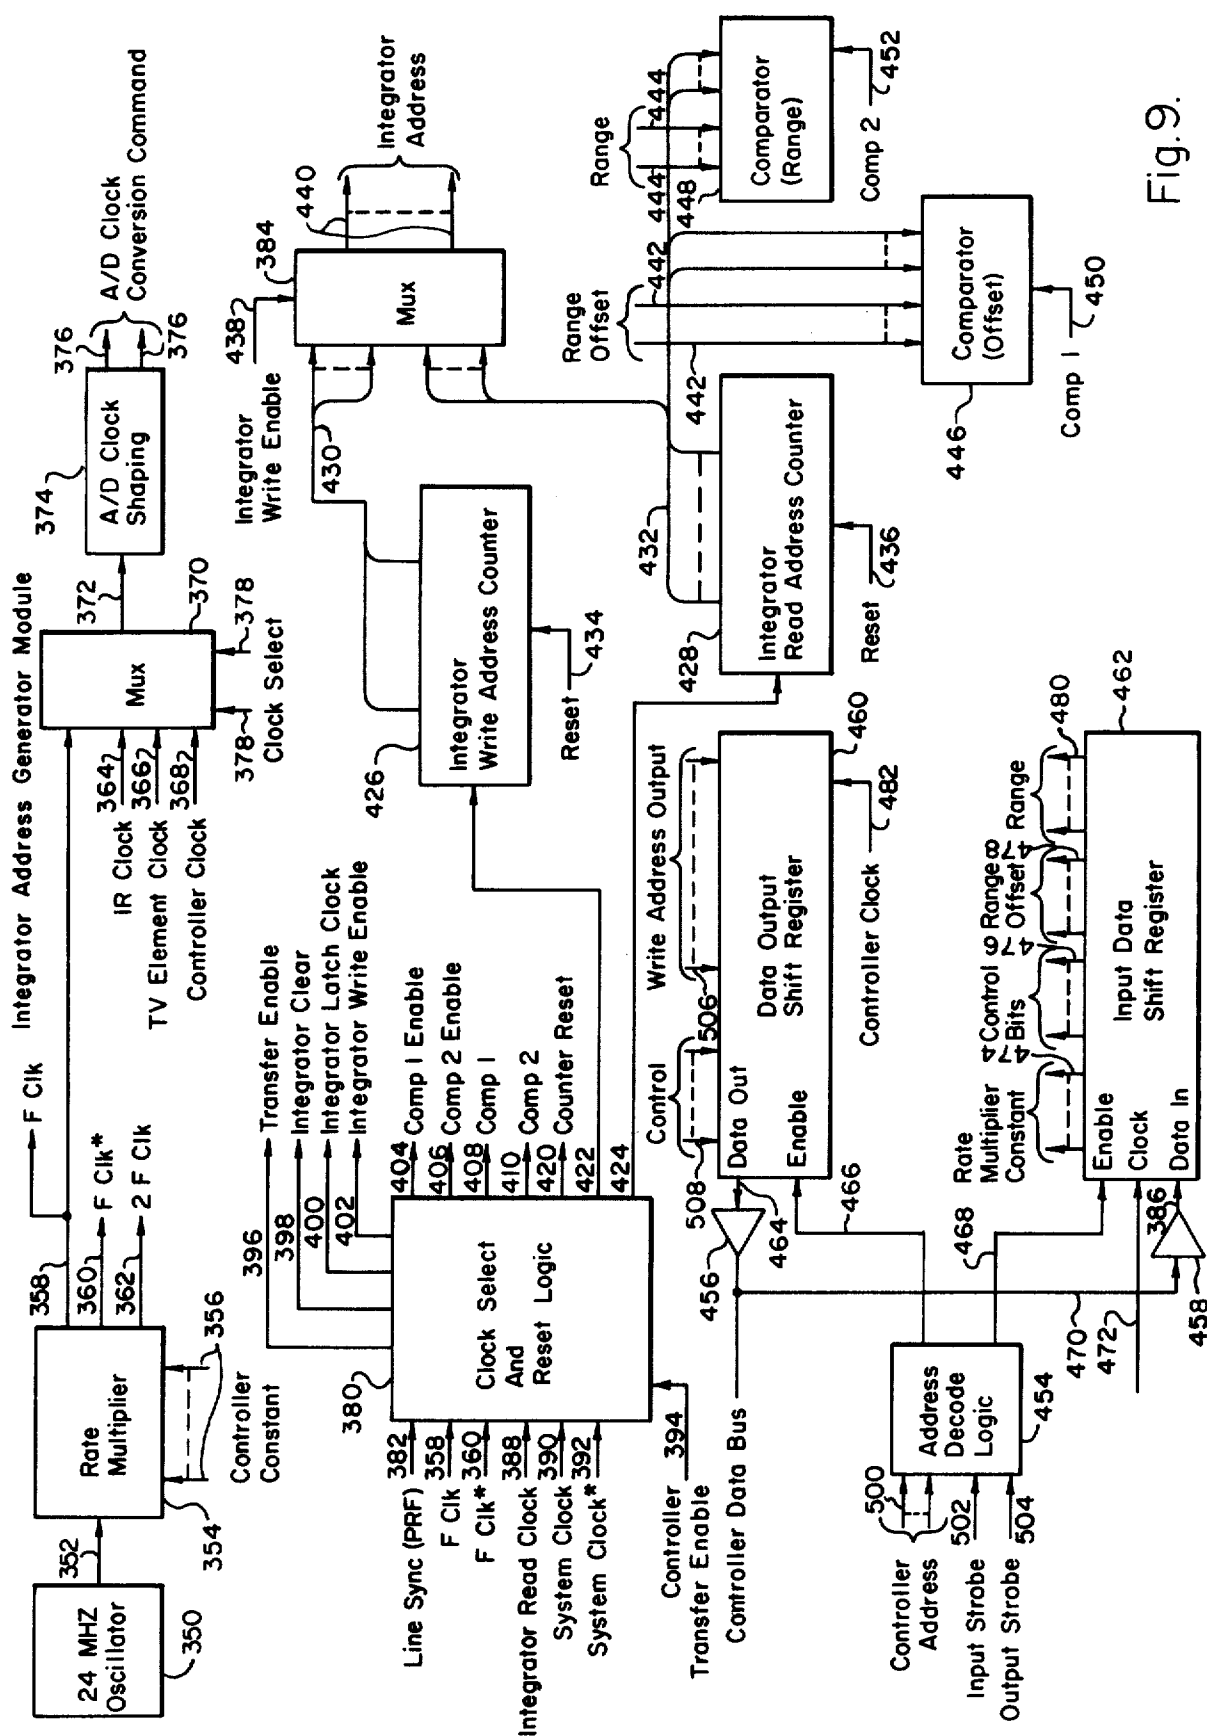 Integrator Address Generator Module
24 MHZ
Oscillator
350
352
Rate
Multiplier
354
356
Controller
Constant
358
F Clk
360
F Clk*
362
2 F Clk
IR Clock
364
TV Element Clock
366
Controller Clock
368
Mux
370
378
378
Clock Select
372
374
A/D Clock
Shaping
376
376
A/D Clock
Conversion Command
Line Sync (PRF)
382
F Clk
358
F Clk*
360
Integrator Read Clock
388
System Clock
390
System Clock*
392
Controller
Transfer Enable
394
380
Clock Select
And
Reset Logic
396
Transfer Enable
398
Integrator Clear
400
Integrator Latch Clock
402
Integrator Write Enable
404
Comp 1 Enable
406
Comp 2 Enable
408
Comp 1
410
Comp 2
420
Counter Reset
422
424
426
Integrator
Write Address Counter
Reset
434
430
Integrator
Write Enable
438
384
Mux
440
Integrator
Address
428
Integrator
Read Address Counter
Reset
436
432
Range
Offset
442
442
446
Comparator
(Offset)
Comp 1
450
Range
444
444
448
Comparator
(Range)
Comp 2
452
Controller Data Bus
456
464
508
Control
506
Write Address Output
Data Out
Enable
Data Output
Shift Register
460
Controller Clock
482
Controller
Address
500
Input Strobe
502
Output Strobe
504
Address
Decode
Logic
454
466
468
470
472
458
386
Rate
Multiplier
Constant
474
Control
Bits
476
Range
Offset
478
Range
480
Enable
Clock
Data In
Input Data
Shift Register
462
Fig. 9.